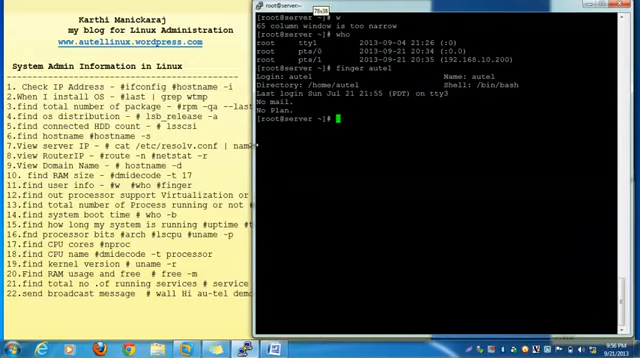 Karthi Manickaraj
my blog for Linux Administration
www.autellinux.wordpress.com
System Admin Information in Linux
1. Check IP Address - #ifconfig #hostname -i
2.When I install OS - #last | grep wtmp
3.find total number of package - #rpm -qa --last
4.find os distribution - # lsb_release -a
5.find connected HDD count - # lsscsi
6.find hostname #hostname -s
7.View server IP - # cat /etc/resolv.conf | name
8.view RouterIP - #route -n #netstat -r
9.View Domain Name - # hostname -d
10. find RAM size - #dmidecode -t 17
11.find user info - #w #who #finger
12.find out processor support Virtualization or
13.find total number of Process running or not #
14.find system boot time # who -b
15.find how long my system is running #uptime #t
16.find processor bits #arch #lscpu #uname -p
17.find CPU cores #nproc
18.find CPU name #dmidecode -t processor
19.find kernel version # uname -r
20.Find RAM usage and free # free -m
21.find total no .of running services # service
22.send broadcast message # wall Hi au-tel demo
root@server:~
78x38
[root@server ~]# w
65 column window is too narrow
[root@server ~]# who
root tty1 2013-09-04 21:26 (:0)
root pts/0 2013-09-21 20:34 (:0.0)
root pts/1 2013-09-21 20:35 (192.168.10.200)
[root@server ~]# finger autel
Login: autel Name: autel
Directory: /home/autel Shell: /bin/bash
Last login Sun Jul 21 21:55 (PDT) on tty3
No mail.
No Plan.
[root@server ~]#
9:56 PM
9/21/2013